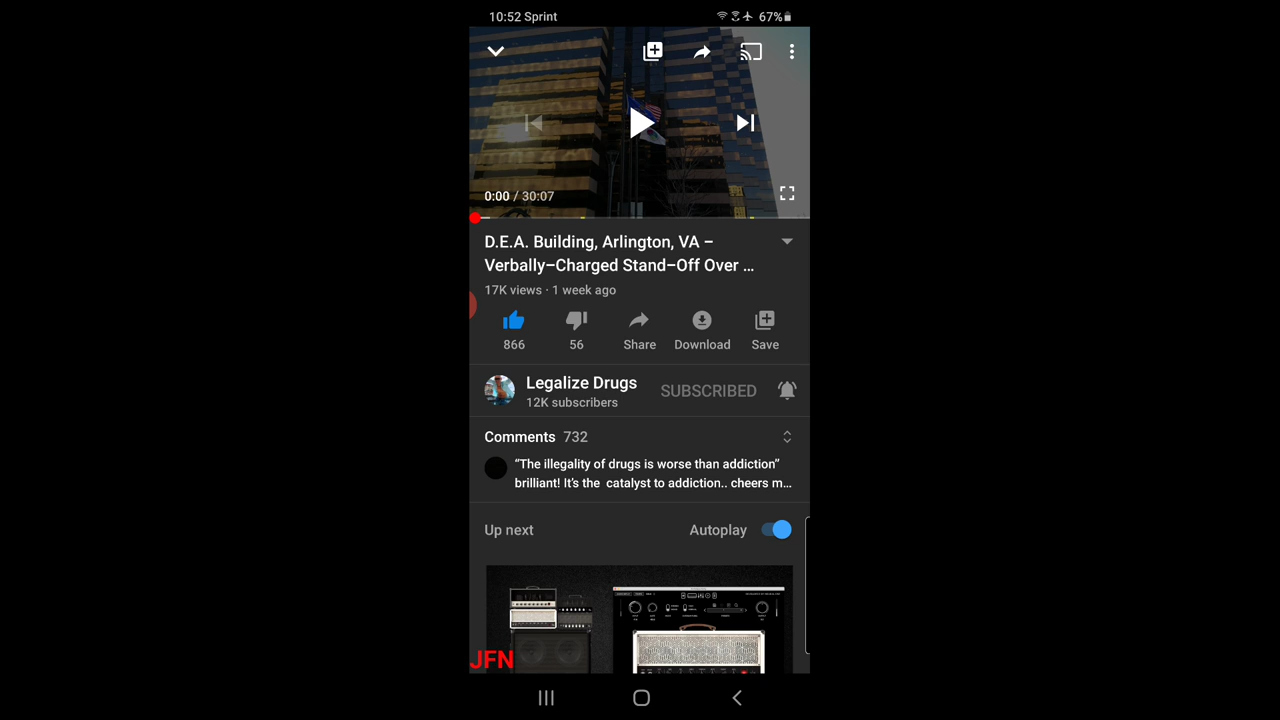 10:52 Sprint
67%
0:00 / 30:07
D.E.A. Building, Arlington, VA –
Verbally–Charged Stand–Off Over ...
17K views · 1 week ago
866
56
Share
Download
Save
Legalize Drugs
12K subscribers
SUBSCRIBED
Comments 732
“The illegality of drugs is worse than addiction”
brilliant! It’s the catalyst to addiction.. cheers m...
Up next
Autoplay
JFN